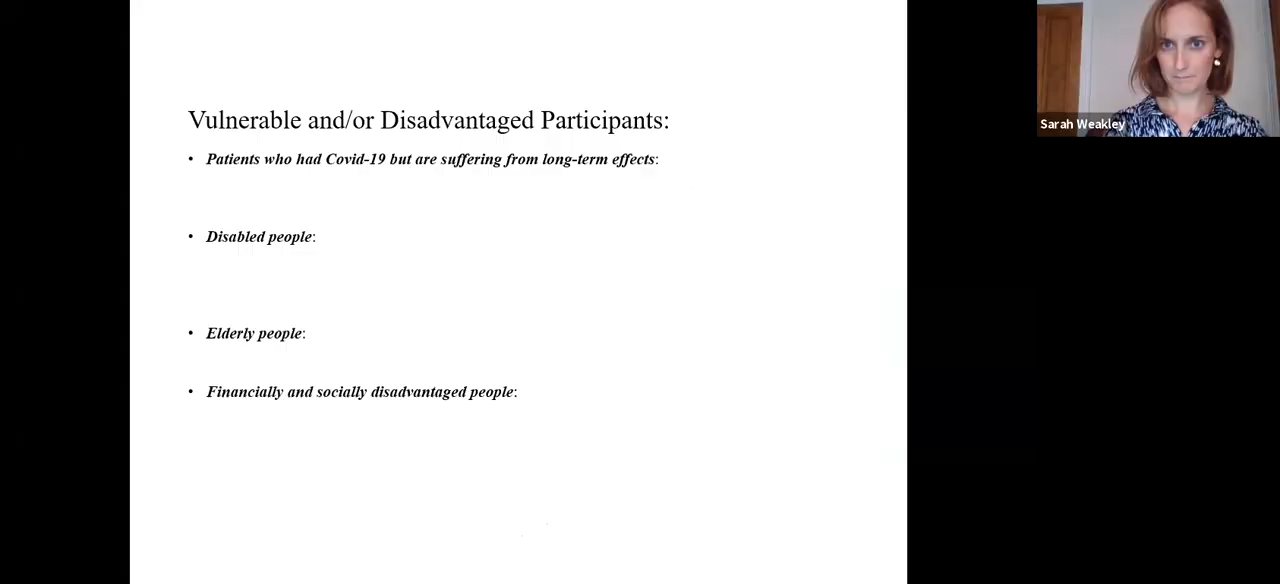 Vulnerable and/or Disadvantaged Participants:
• Patients who had Covid-19 but are suffering from long-term effects:
• Disabled people:
• Elderly people:
• Financially and socially disadvantaged people:
Sarah Weakley